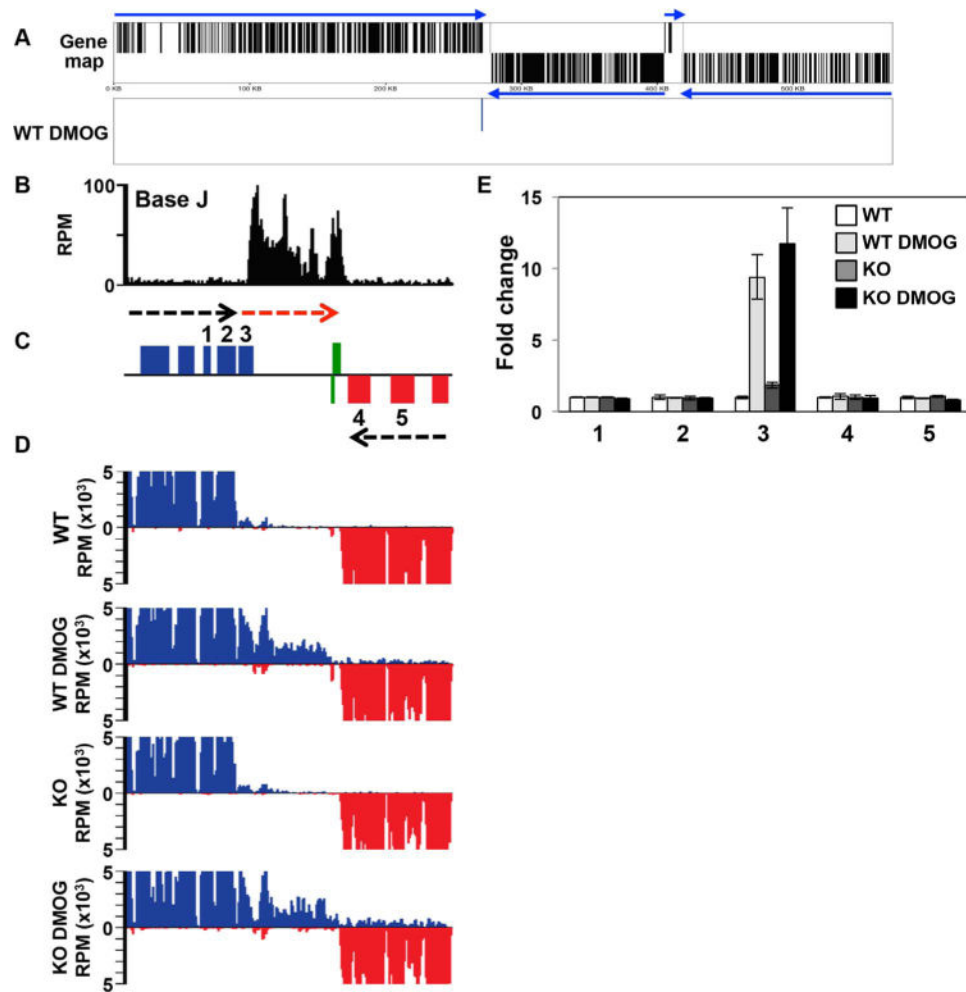 A
Gene map
0 KB 100 KB 200 KB 300 KB 400 KB 500 KB
WT DMOG
B
Base J
RPM
100
50
0
C
1 2 3
4 5
D
WT
RPM (x10³)
5
0
5
WT DMOG
RPM (x10³)
5
0
5
KO
RPM (x10³)
5
0
5
KO DMOG
RPM (x10³)
5
0
5
E
Fold change
15
10
5
0
WT
WT DMOG
KO
KO DMOG
1 2 3 4 5